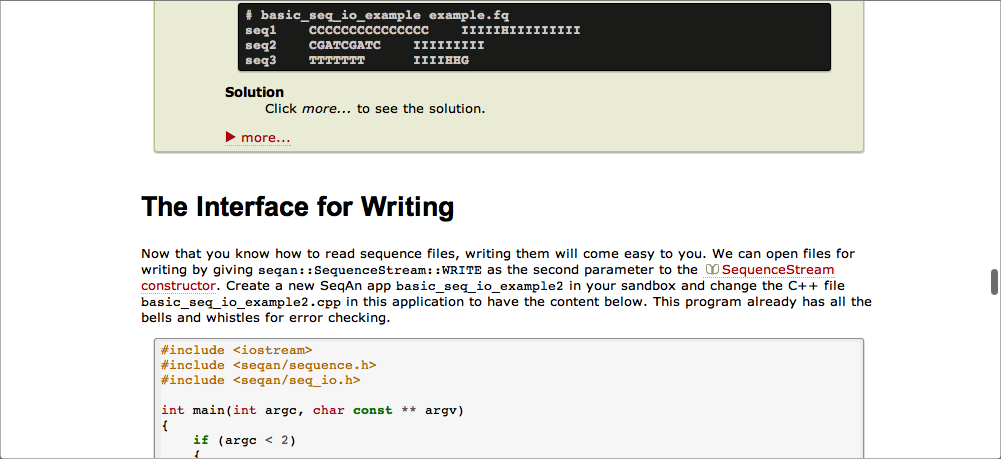 # basic_seq_io_example example.fq
seq1    CCCCCCCCCCCCCCC    IIIIIHIIIIIIIII
seq2    CGATCGATC    IIIIIIIII
seq3    TTTTTTT      IIIIHHG
Solution
Click more... to see the solution.
▶ more...
The Interface for Writing
Now that you know how to read sequence files, writing them will come easy to you. We can open files for
writing by giving seqan::SequenceStream::WRITE as the second parameter to the SequenceStream
constructor. Create a new SeqAn app basic_seq_io_example2 in your sandbox and change the C++ file
basic_seq_io_example2.cpp in this application to have the content below. This program already has all the
bells and whistles for error checking.
#include <iostream>
#include <seqan/sequence.h>
#include <seqan/seq_io.h>
int main(int argc, char const ** argv)
{
    if (argc < 2)
    {